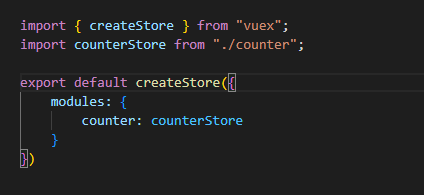 import { createStore } from "vuex";
import counterStore from "./counter";
export default createStore({
    modules: {
        counter: counterStore
    }
})